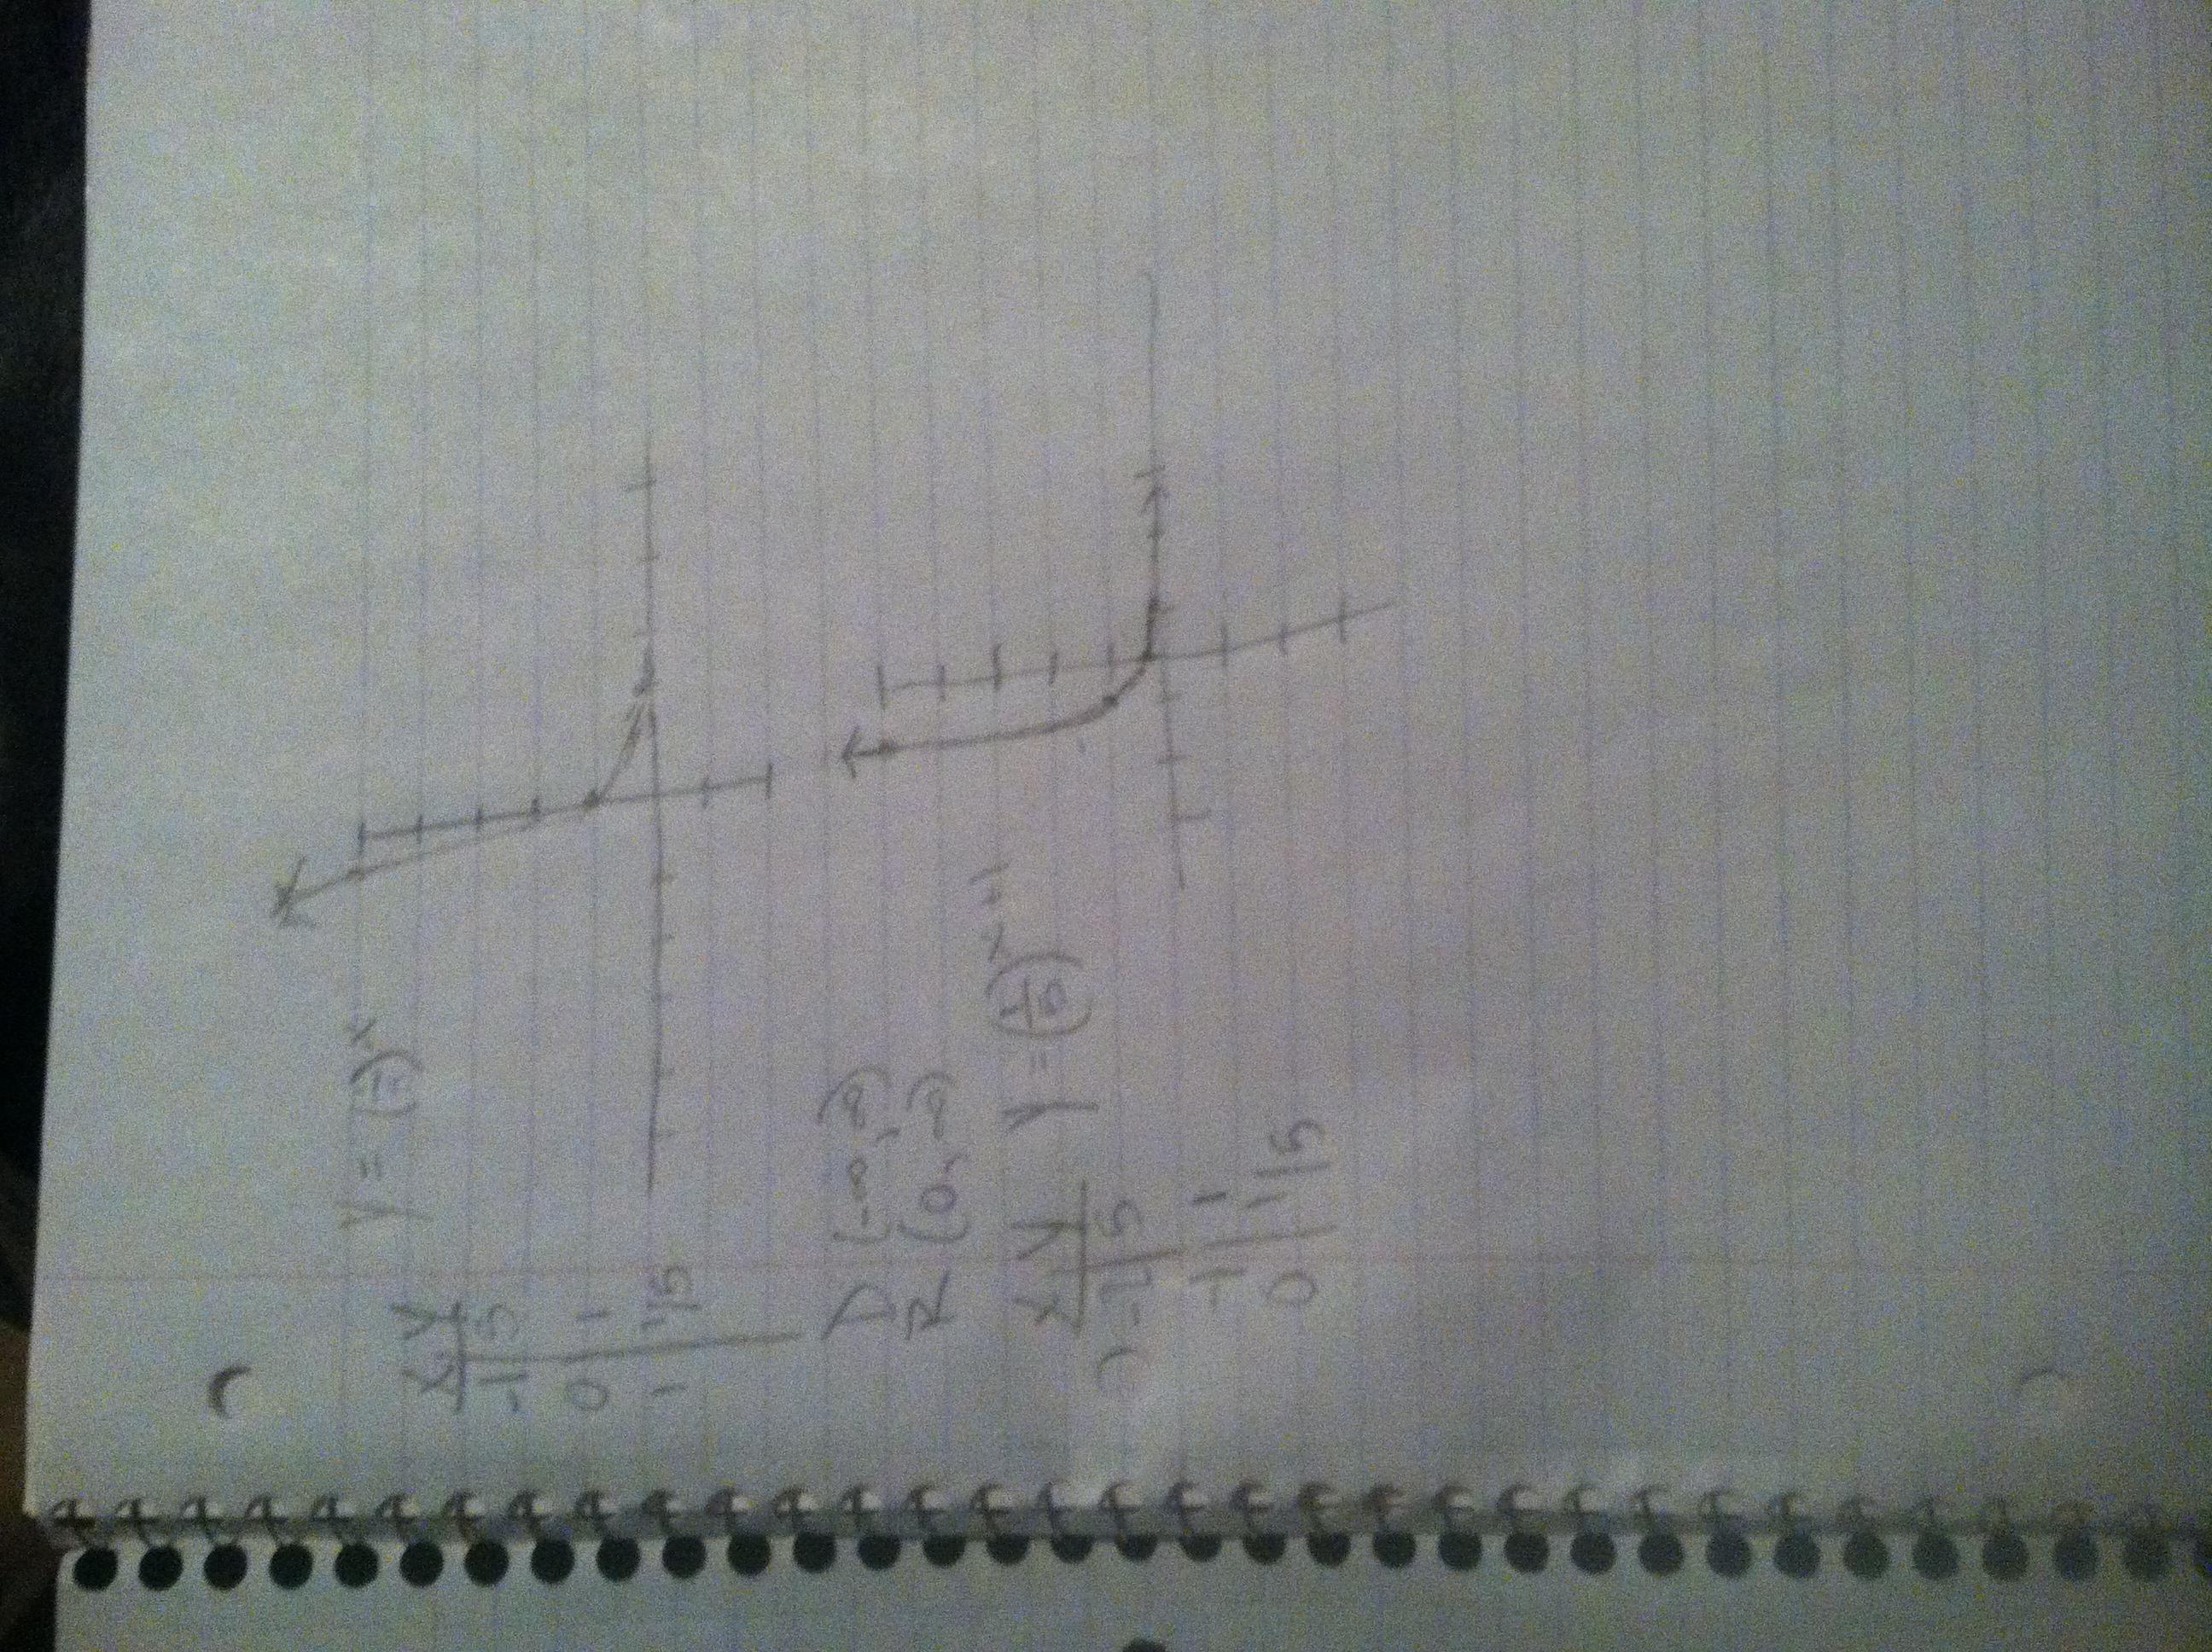 Y = (1/5)^x
X Y
-1 5
0 1
1 1/5
D (-∞, ∞)
R (0, ∞)
X Y Y = (1/5)^x+1
-2 5
-1 1
0 1/5